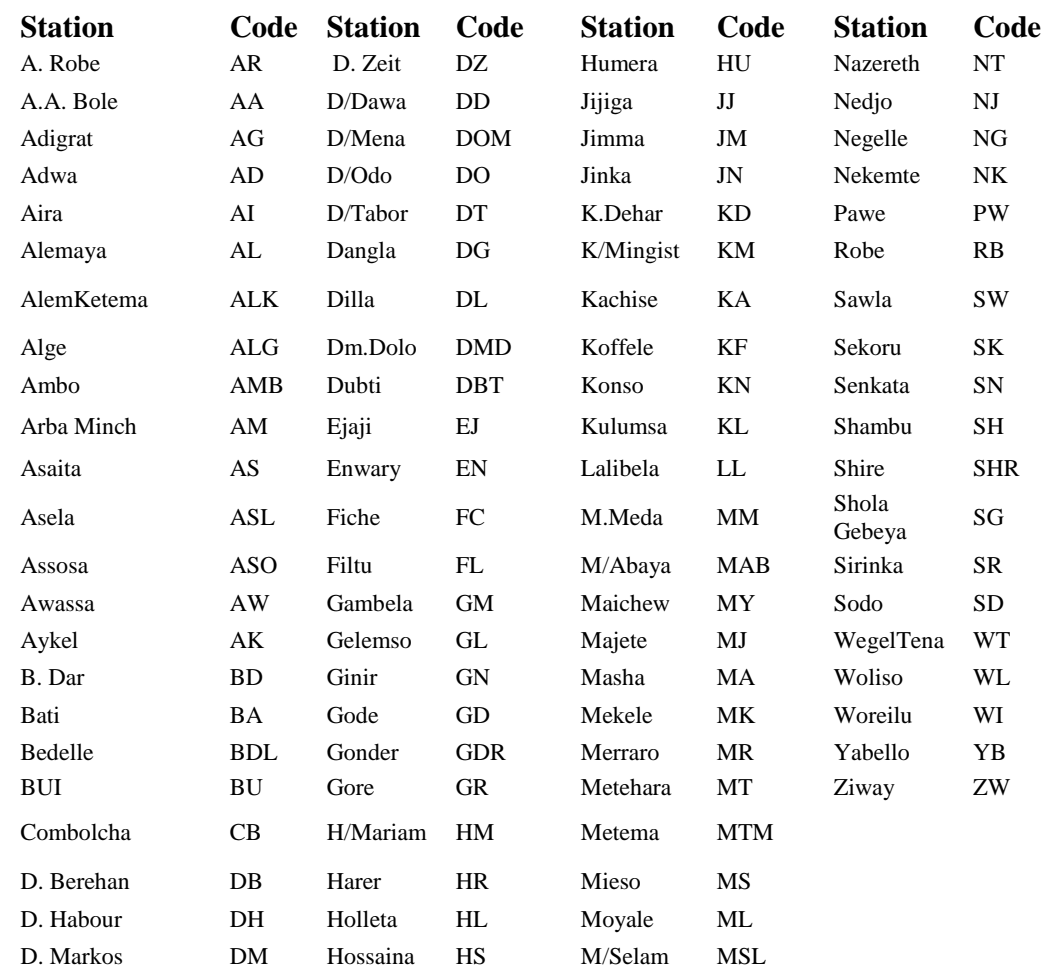 Station Code Station Code Station Code Station Code
A. Robe AR D. Zeit DZ Humera HU Nazereth NT
A.A. Bole AA D/Dawa DD Jijiga JJ Nedjo NJ
Adigrat AG D/Mena DOM Jimma JM Negelle NG
Adwa AD D/Odo DO Jinka JN Nekemte NK
Aira AI D/Tabor DT K.Dehar KD Pawe PW
Alemaya AL Dangla DG K/Mingist KM Robe RB
AlemKetema ALK Dilla DL Kachise KA Sawla SW
Alge ALG Dm.Dolo DMD Koffele KF Sekoru SK
Ambo AMB Dubti DBT Konso KN Senkata SN
Arba Minch AM Ejaji EJ Kulumsa KL Shambu SH
Asaita AS Enwary EN Lalibela LL Shire SHR
Asela ASL Fiche FC M.Meda MM Shola
Gebeya SG
Assosa ASO Filtu FL M/Abaya MAB Sirinka SR
Awassa AW Gambela GM Maichew MY Sodo SD
Aykel AK Gelemso GL Majete MJ WegelTena WT
B. Dar BD Ginir GN Masha MA Woliso WL
Bati BA Gode GD Mekele MK Woreilu WI
Bedelle BDL Gonder GDR Merraro MR Yabello YB
BUI BU Gore GR Metehara MT Ziway ZW
Combolcha CB H/Mariam HM Metema MTM
D. Berehan DB Harer HR Mieso MS
D. Habour DH Holleta HL Moyale ML
D. Markos DM Hossaina HS M/Selam MSL